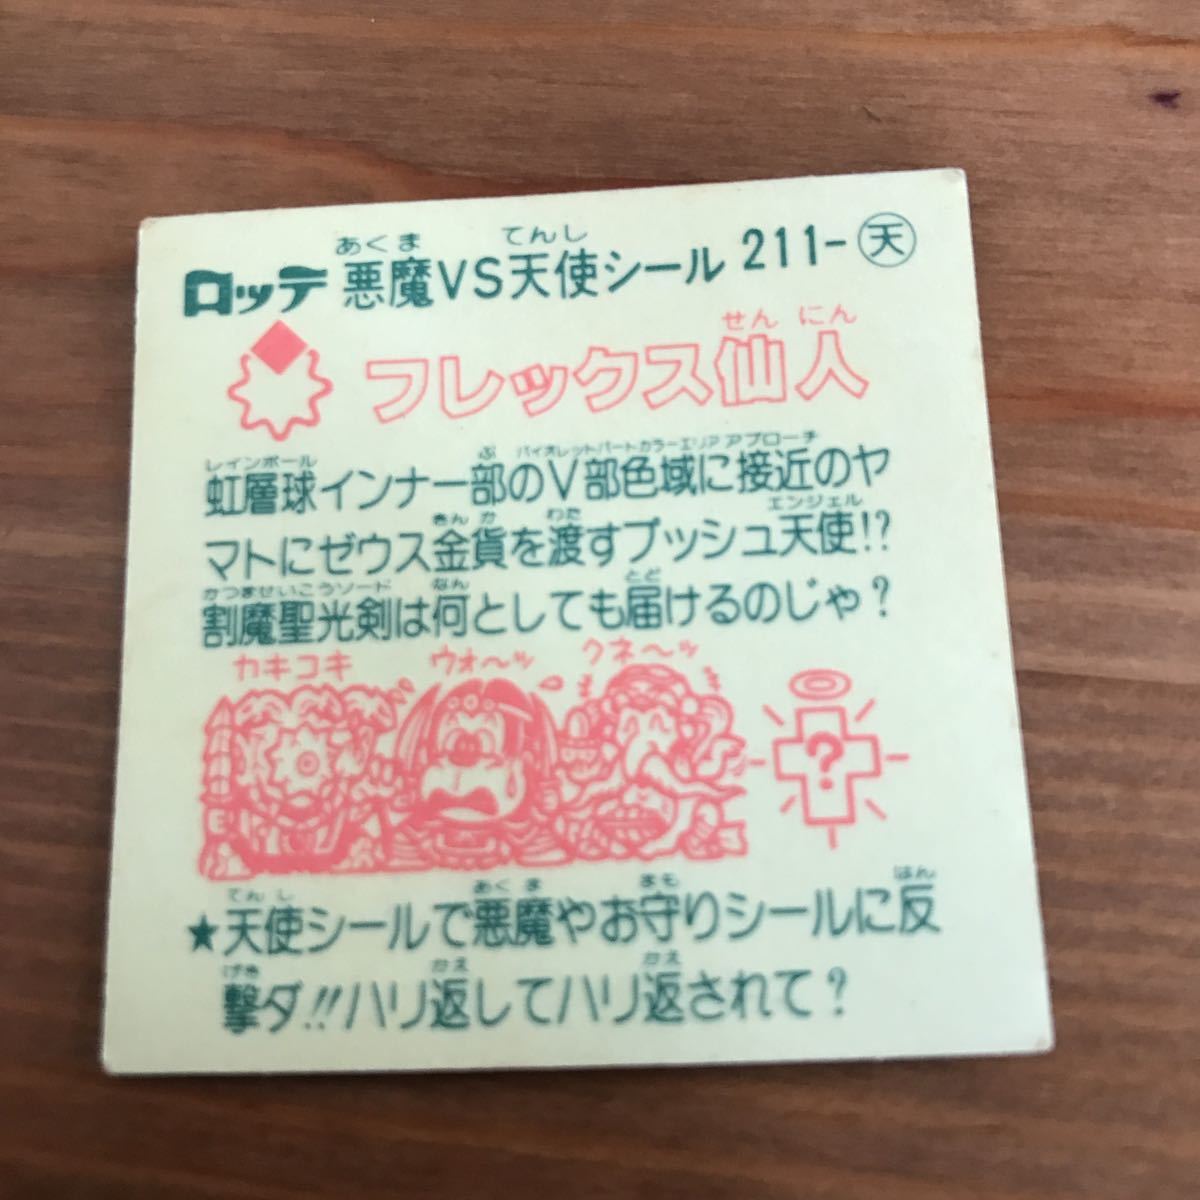 あくま てんし
ロッテ 悪魔VS天使シール 211-天
せん にん
フレックス仙人
レインボール ぶ バイオレットパートカラーエリア アプローチ
虹層球インナー部のV部色域に接近のヤ
きん か わた エンジェル
マトにゼウス金貨を渡すプッシュ天使!?
かつませいこうソード なん とど
割魔聖光剣は何としても届けるのじゃ?
カキコキ ウォ〜ッ クネ〜ッ
?
てんし あくま まも はん
★天使シールで悪魔やお守りシールに反
げき かえ かえ
撃ダ!!ハリ返してハリ返されて?